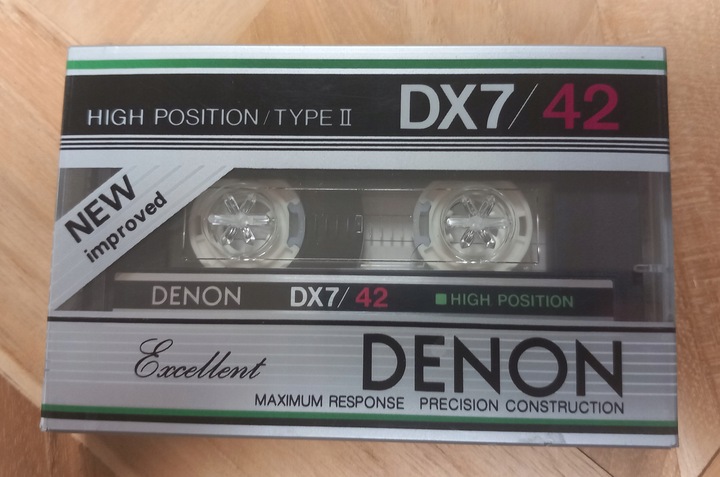 HIGH POSITION / TYPE II DX7/42
NEW
improved
DENON DX7/42 HIGH POSITION
Excellent DENON
MAXIMUM RESPONSE PRECISION CONSTRUCTION